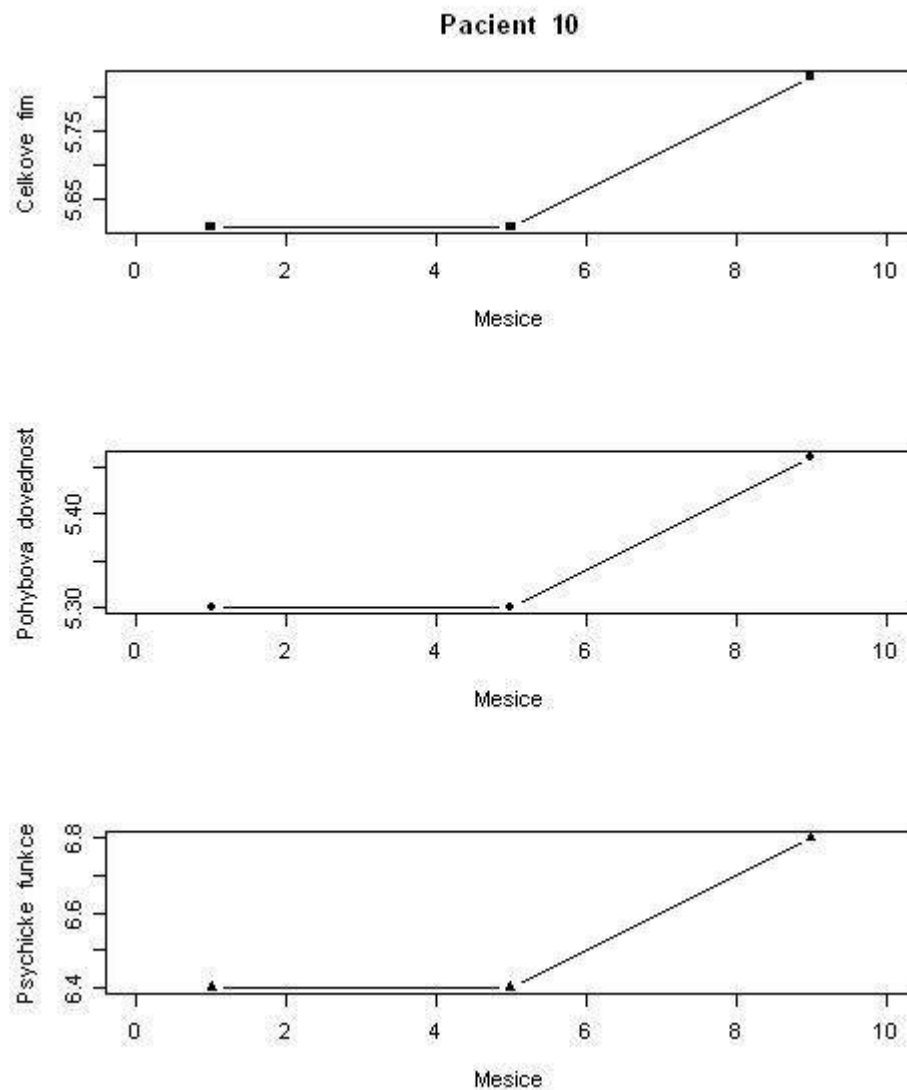 Pacient 10
Celkove fim
5.75
5.65
0 2 4 6 8 10
Mesice
Pohybova dovednost
5.40
5.30
0 2 4 6 8 10
Mesice
Psychicke funkce
6.8
6.6
6.4
0 2 4 6 8 10
Mesice